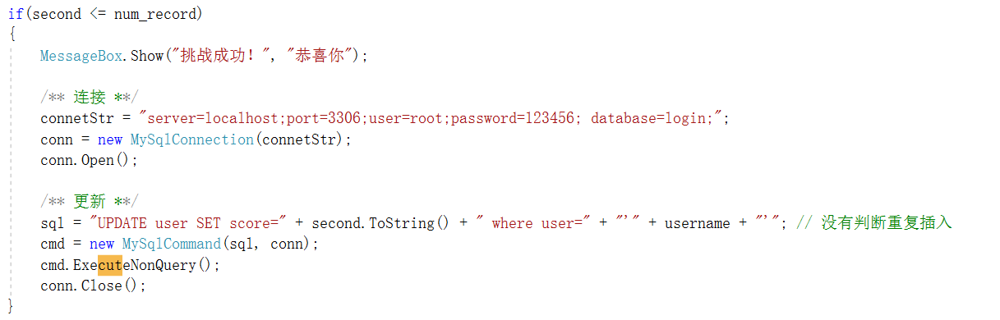 if(second <= num_record)
{
MessageBox.Show("挑战成功！", "恭喜你");
/** 连接 **/
connetStr = "server=localhost;port=3306;user=root;password=123456; database=login;";
conn = new MySqlConnection(connetStr);
conn.Open();
/** 更新 **/
sql = "UPDATE user SET score=" + second.ToString() + " where user=" + "'" + username + "'"; // 没有判断重复插入
cmd = new MySqlCommand(sql, conn);
cmd.ExecuteNonQuery();
conn.Close();
}